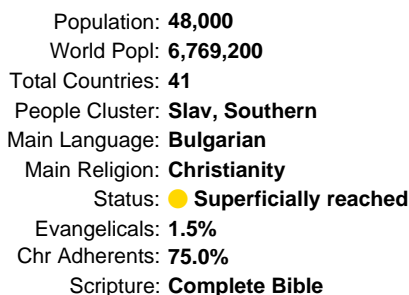 Population: 48,000
World Popl: 6,769,200
Total Countries: 41
People Cluster: Slav, Southern
Main Language: Bulgarian
Main Religion: Christianity
Status: Superficially reached
Evangelicals: 1.5%
Chr Adherents: 75.0%
Scripture: Complete Bible